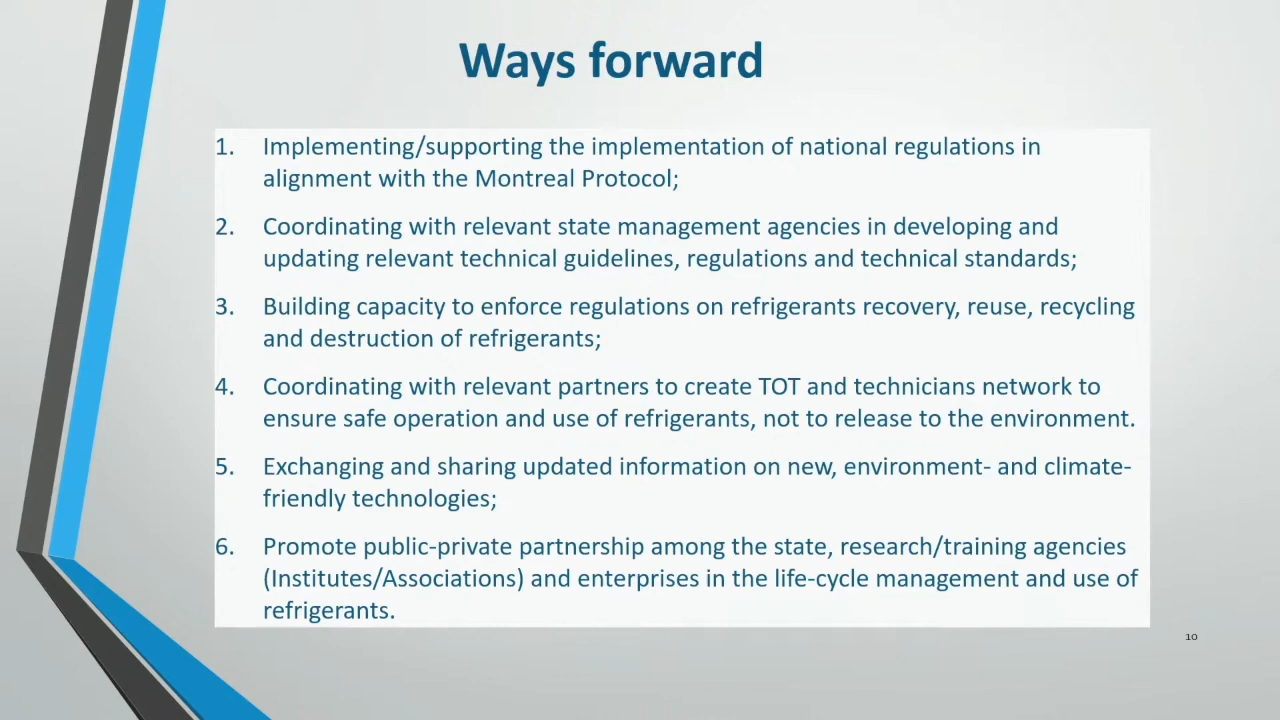 Ways forward
1. Implementing/supporting the implementation of national regulations in
alignment with the Montreal Protocol;
2. Coordinating with relevant state management agencies in developing and
updating relevant technical guidelines, regulations and technical standards;
3. Building capacity to enforce regulations on refrigerants recovery, reuse, recycling
and destruction of refrigerants;
4. Coordinating with relevant partners to create TOT and technicians network to
ensure safe operation and use of refrigerants, not to release to the environment.
5. Exchanging and sharing updated information on new, environment- and climate-
friendly technologies;
6. Promote public-private partnership among the state, research/training agencies
(Institutes/Associations) and enterprises in the life-cycle management and use of
refrigerants.
10